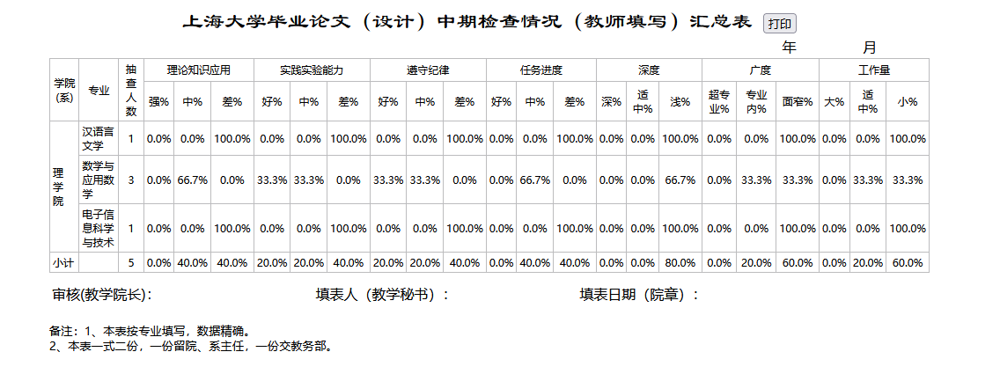 上海大学毕业论文（设计）中期检查情况（教师填写）汇总表 打印
年 月
学院(系) 专业 抽查人数 理论知识应用 实践实验能力 遵守纪律 任务进度 深度 广度 工作量
强% 中% 差% 好% 中% 差% 好% 中% 差% 好% 中% 差% 深% 适中% 浅% 超专业% 专业内% 面窄% 大% 适中% 小%
理学院 汉语言文学 1 0.0% 0.0% 100.0% 0.0% 0.0% 100.0% 0.0% 0.0% 100.0% 0.0% 0.0% 100.0% 0.0% 0.0% 100.0% 0.0% 0.0% 100.0% 0.0% 0.0% 100.0%
数学与应用数学 3 0.0% 66.7% 0.0% 33.3% 33.3% 0.0% 33.3% 33.3% 0.0% 0.0% 66.7% 0.0% 0.0% 0.0% 66.7% 0.0% 33.3% 33.3% 0.0% 33.3% 33.3%
电子信息科学与技术 1 0.0% 0.0% 100.0% 0.0% 0.0% 100.0% 0.0% 0.0% 100.0% 0.0% 0.0% 100.0% 0.0% 0.0% 100.0% 0.0% 0.0% 100.0% 0.0% 0.0% 100.0%
小计 5 0.0% 40.0% 40.0% 20.0% 20.0% 40.0% 20.0% 20.0% 40.0% 0.0% 40.0% 40.0% 0.0% 0.0% 80.0% 0.0% 20.0% 60.0% 0.0% 20.0% 60.0%
审核(教学院长): 填表人（教学秘书）： 填表日期（院章）：
备注：1、本表按专业填写，数据精确。
2、本表一式二份，一份留院、系主任，一份交教务部。